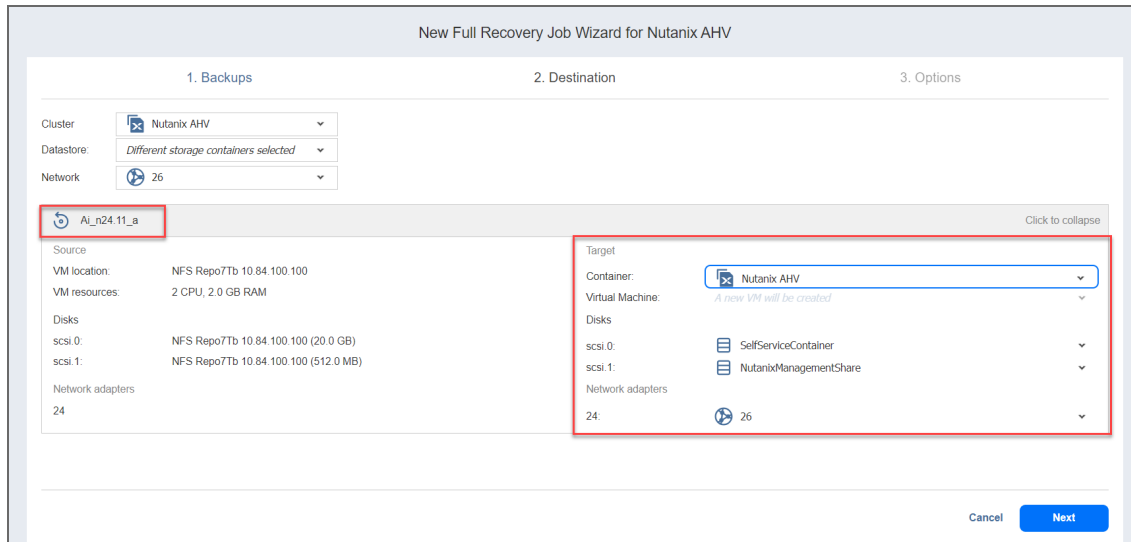 New Full Recovery Job Wizard for Nutanix AHV
1. Backups 2. Destination 3. Options
Cluster Nutanix AHV
Datastore: Different storage containers selected
Network 26
Ai_n24.11_a Click to collapse
Source
VM location: NFS Repo7Tb 10.84.100.100
VM resources: 2 CPU, 2.0 GB RAM
Disks
scsi.0: NFS Repo7Tb 10.84.100.100 (20.0 GB)
scsi.1: NFS Repo7Tb 10.84.100.100 (512.0 MB)
Network adapters
24
Target
Container: Nutanix AHV
Virtual Machine: A new VM will be created
Disks
scsi.0: SelfServiceContainer
scsi.1: NutanixManagementShare
Network adapters
24: 26
Cancel Next